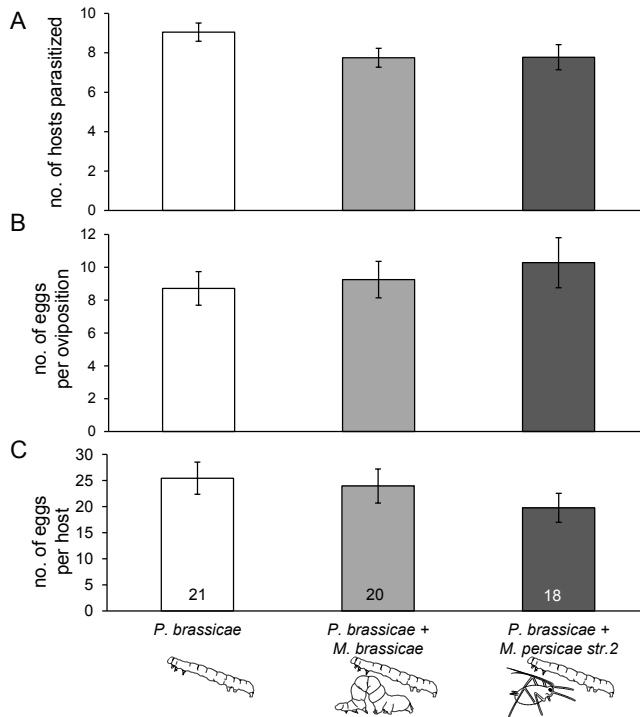 A
no. of hosts parasitized
10
8
6
4
2
0
B
no. of eggs
per oviposition
12
10
8
6
4
2
0
C
no. of eggs
per host
30
25
20
15
10
5
0
21
20
18
P. brassicae
P. brassicae +
M. brassicae
P. brassicae +
M. persicae str.2